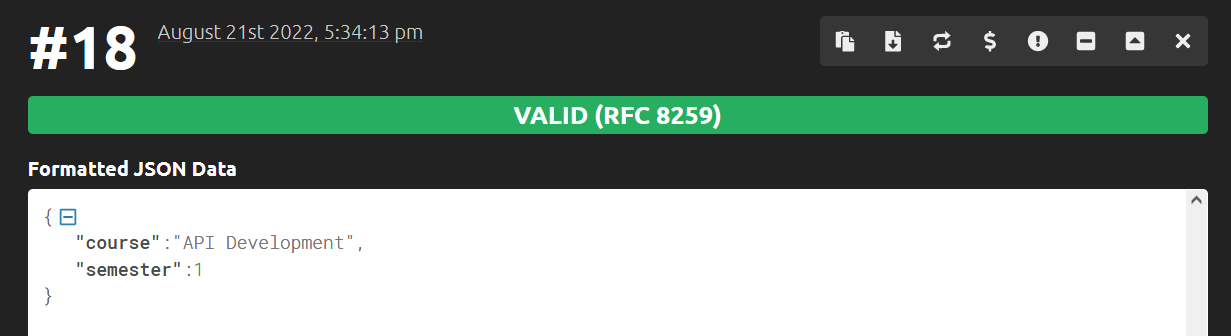 #18 August 21st 2022, 5:34:13 pm
VALID (RFC 8259)
Formatted JSON Data
{
"course":"API Development",
"semester":1
}